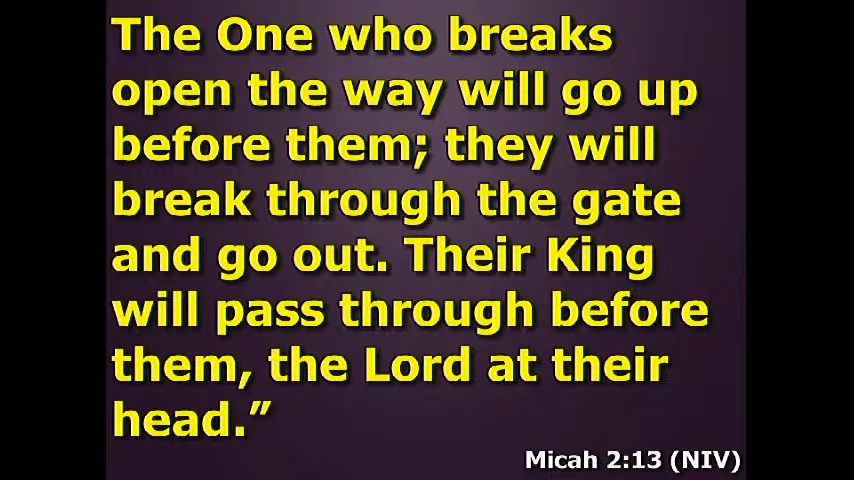 The One who breaks
open the way will go up
before them; they will
break through the gate
and go out. Their King
will pass through before
them, the Lord at their
head.”
Micah 2:13 (NIV)